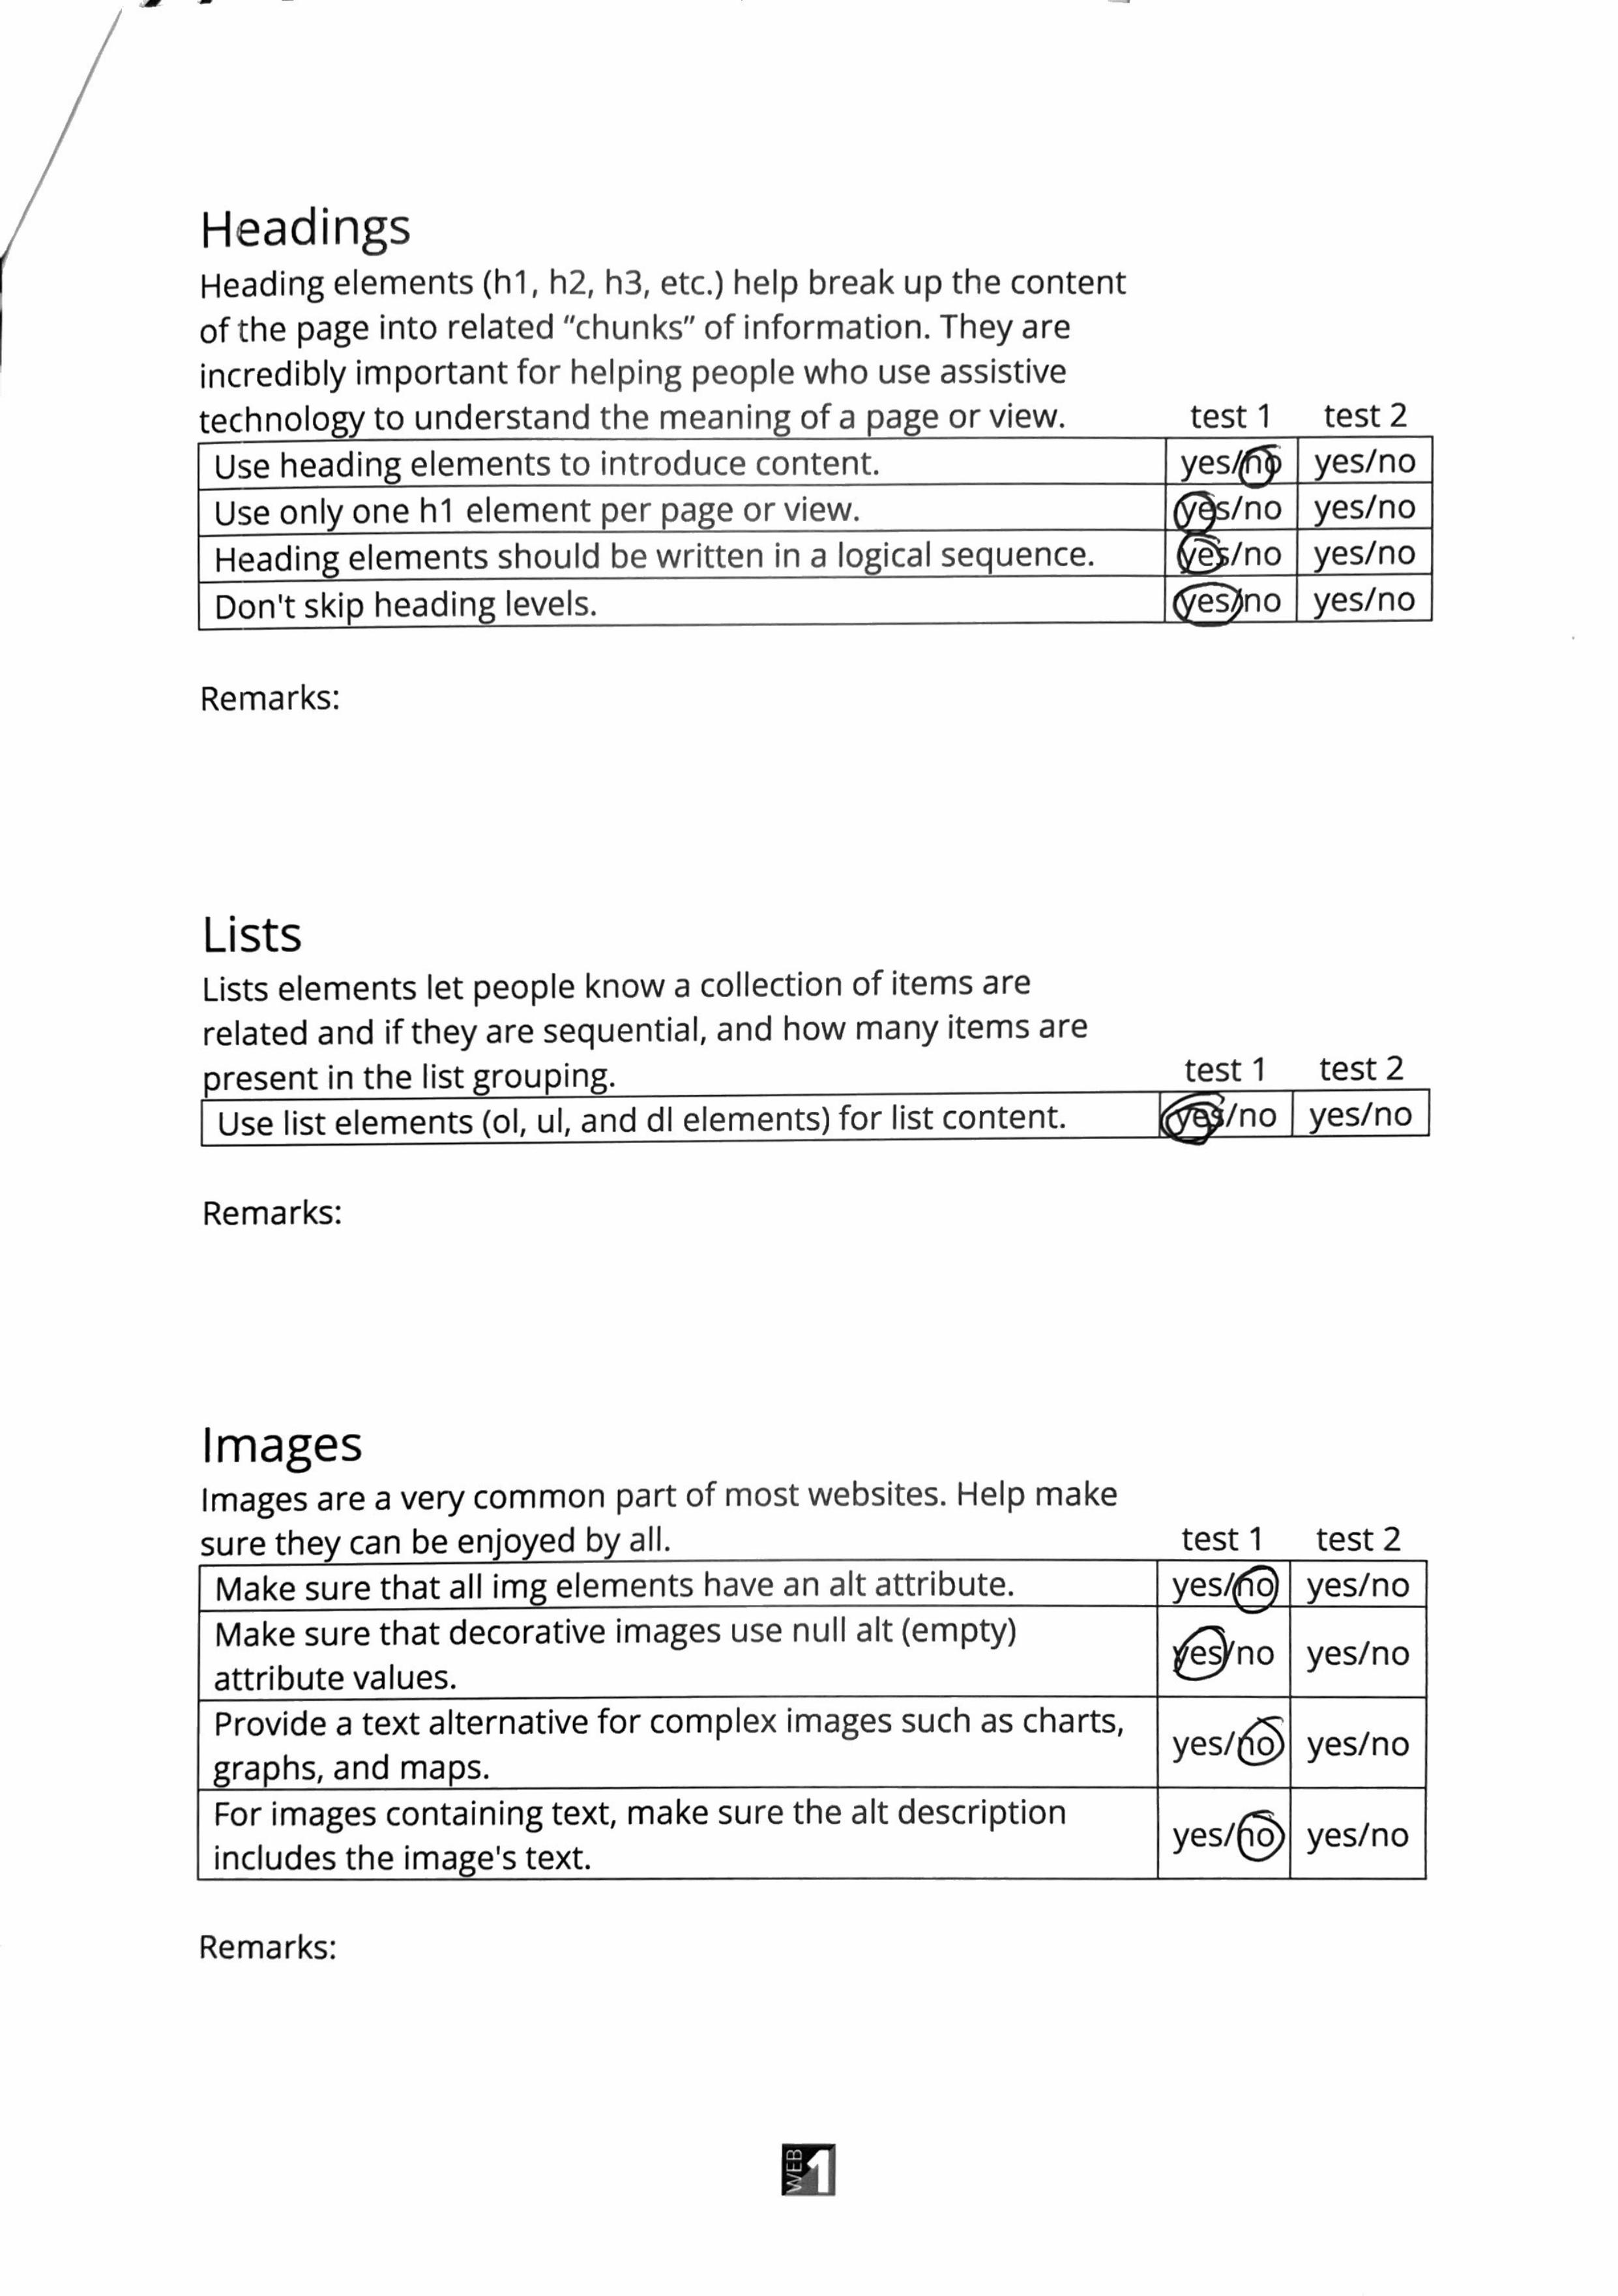 Headings
Heading elements (h1, h2, h3, etc.) help break up the content
of the page into related “chunks” of information. They are
incredibly important for helping people who use assistive
technology to understand the meaning of a page or view. test 1 test 2
Use heading elements to introduce content. yes/no yes/no
Use only one h1 element per page or view. yes/no yes/no
Heading elements should be written in a logical sequence. yes/no yes/no
Don't skip heading levels. yes/no yes/no
Remarks:
Lists
Lists elements let people know a collection of items are
related and if they are sequential, and how many items are
present in the list grouping. test 1 test 2
Use list elements (ol, ul, and dl elements) for list content. yes/no yes/no
Remarks:
Images
Images are a very common part of most websites. Help make
sure they can be enjoyed by all. test 1 test 2
Make sure that all img elements have an alt attribute. yes/no yes/no
Make sure that decorative images use null alt (empty)
attribute values. yes/no yes/no
Provide a text alternative for complex images such as charts,
graphs, and maps. yes/no yes/no
For images containing text, make sure the alt description
includes the image's text. yes/no yes/no
Remarks:
WEB 1